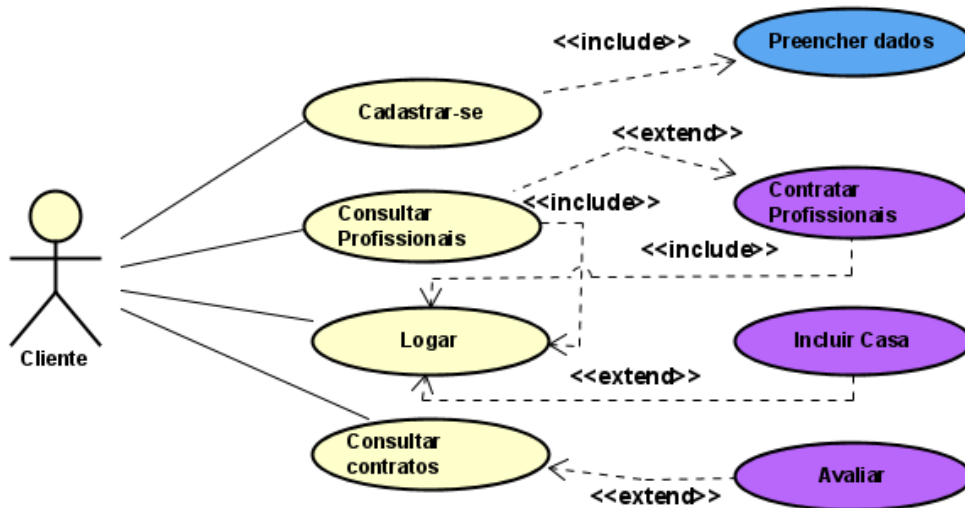 <<include>>
Preencher dados
Cadastrar-se
<<extend>>
Consultar
Profissionais
<<include>>
Contratar
Profissionais
<<include>>
Logar
Incluir Casa
Cliente
<<extend>>
Consultar
contratos
Avaliar
<<extend>>